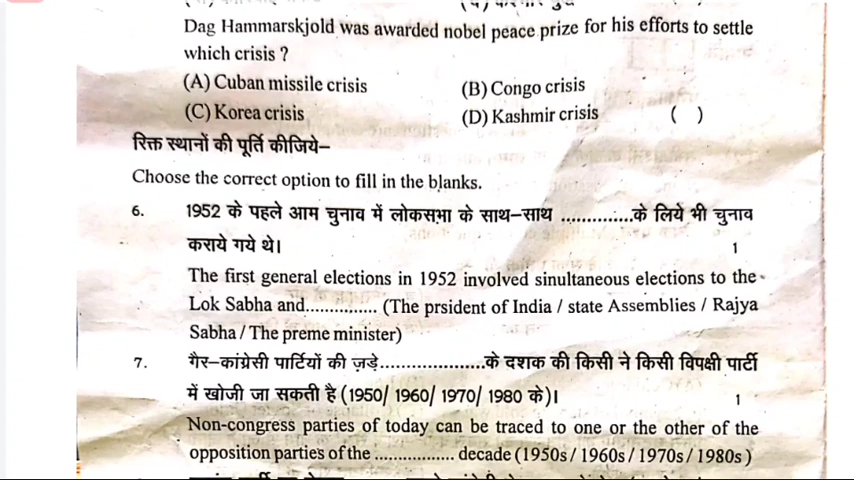 Dag Hammarskjold was awarded nobel peace prize for his efforts to settle
which crisis ?
(A) Cuban missile crisis (B) Congo crisis
(C) Korea crisis (D) Kashmir crisis ( )
रिक्त स्थानों की पूर्ति कीजिये–
Choose the correct option to fill in the blanks.
6. 1952 के पहले आम चुनाव में लोकसभा के साथ–साथ .............के लिये भी चुनाव
कराये गये थे। 1
The first general elections in 1952 involved sinultaneous elections to the
Lok Sabha and............... (The prsident of India / state Assemblies / Rajya
Sabha / The preme minister)
7. गैर–कांग्रेसी पार्टियों की ज़ड़े....................के दशक की किसी ने किसी विपक्षी पार्टी
में खोजी जा सकती है (1950/ 1960/ 1970/ 1980 के)। 1
Non-congress parties of today can be traced to one or the other of the
opposition parties of the ................. decade (1950s / 1960s / 1970s / 1980s )